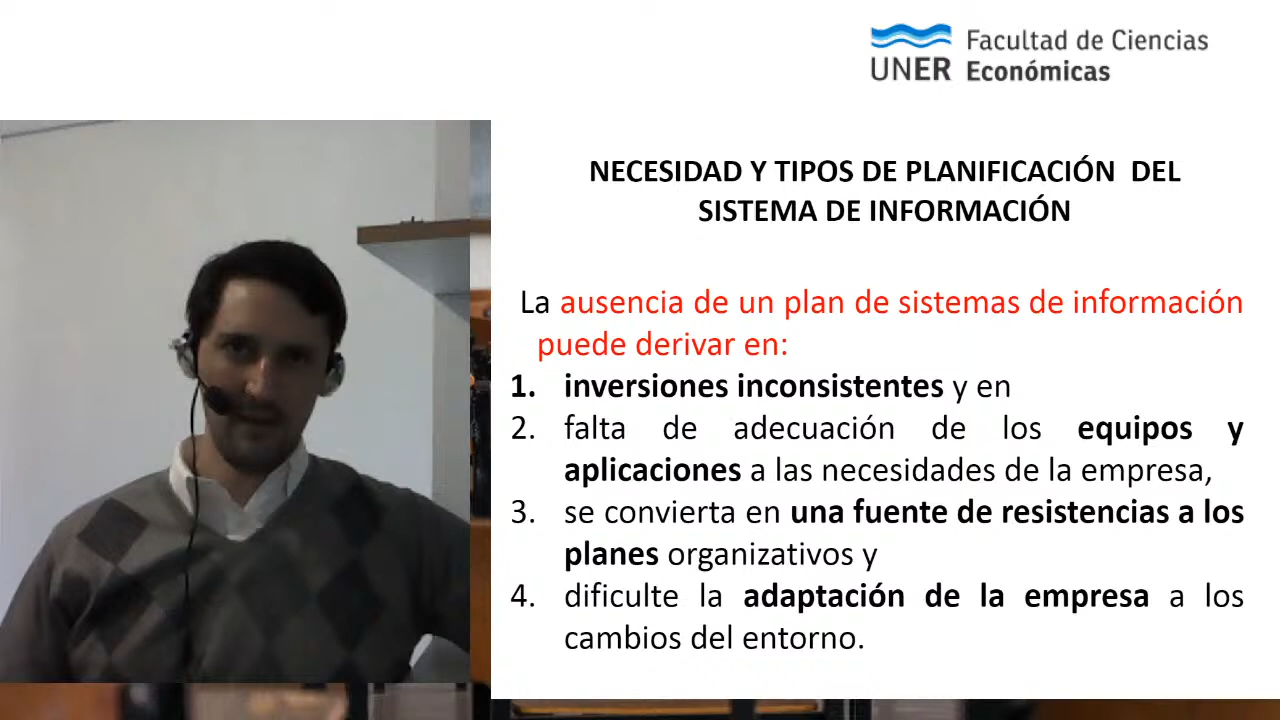 Facultad de Ciencias
UNER Económicas
NECESIDAD Y TIPOS DE PLANIFICACIÓN DEL
SISTEMA DE INFORMACIÓN
La ausencia de un plan de sistemas de información
puede derivar en:
1. inversiones inconsistentes y en
2. falta de adecuación de los equipos y
aplicaciones a las necesidades de la empresa,
3. se convierta en una fuente de resistencias a los
planes organizativos y
4. dificulte la adaptación de la empresa a los
cambios del entorno.